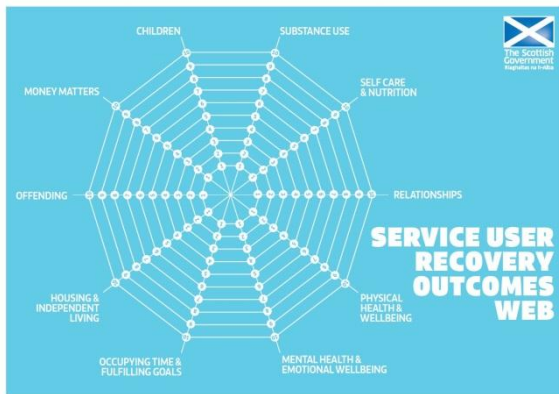 CHILDREN
SUBSTANCE USE
The Scottish
Government
MONEY MATTERS
SELF CARE
& NUTRITION
OFFENDING
RELATIONSHIPS
SERVICE USER
RECOVERY
OUTCOMES
WEB
HOUSING &
INDEPENDENT
LIVING
PHYSICAL
HEALTH &
WELLBEING
OCCUPYING TIME &
FULFILLING GOALS
MENTAL HEALTH &
EMOTIONAL WELLBEING